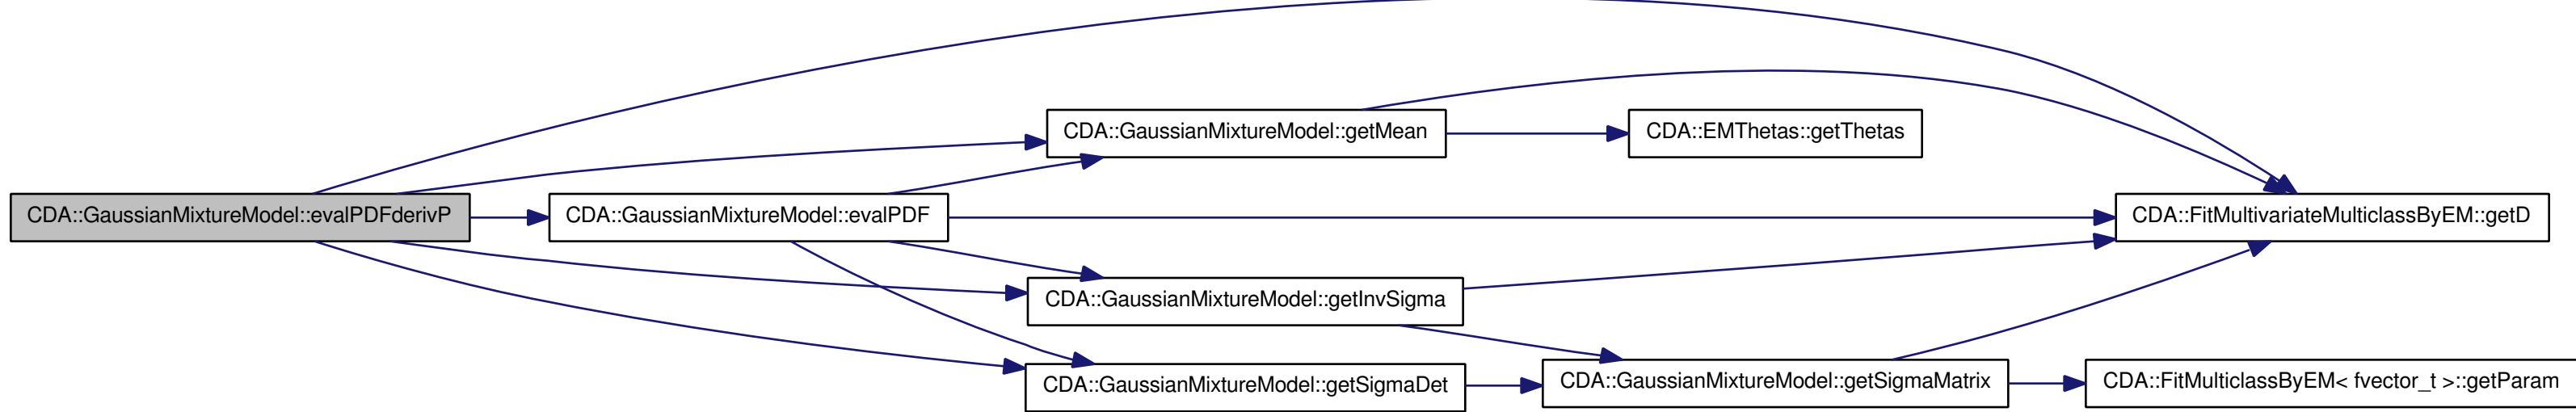 CDA::GaussianMixtureModel::getMean
CDA::EMThetas::getThetas
CDA::GaussianMixtureModel::evalPDFderivP
CDA::GaussianMixtureModel::evalPDF
CDA::FitMultivariateMulticlassByEM::getD
CDA::GaussianMixtureModel::getInvSigma
CDA::GaussianMixtureModel::getSigmaDet
CDA::GaussianMixtureModel::getSigmaMatrix
CDA::FitMulticlassByEM< fvector_t >::getParam